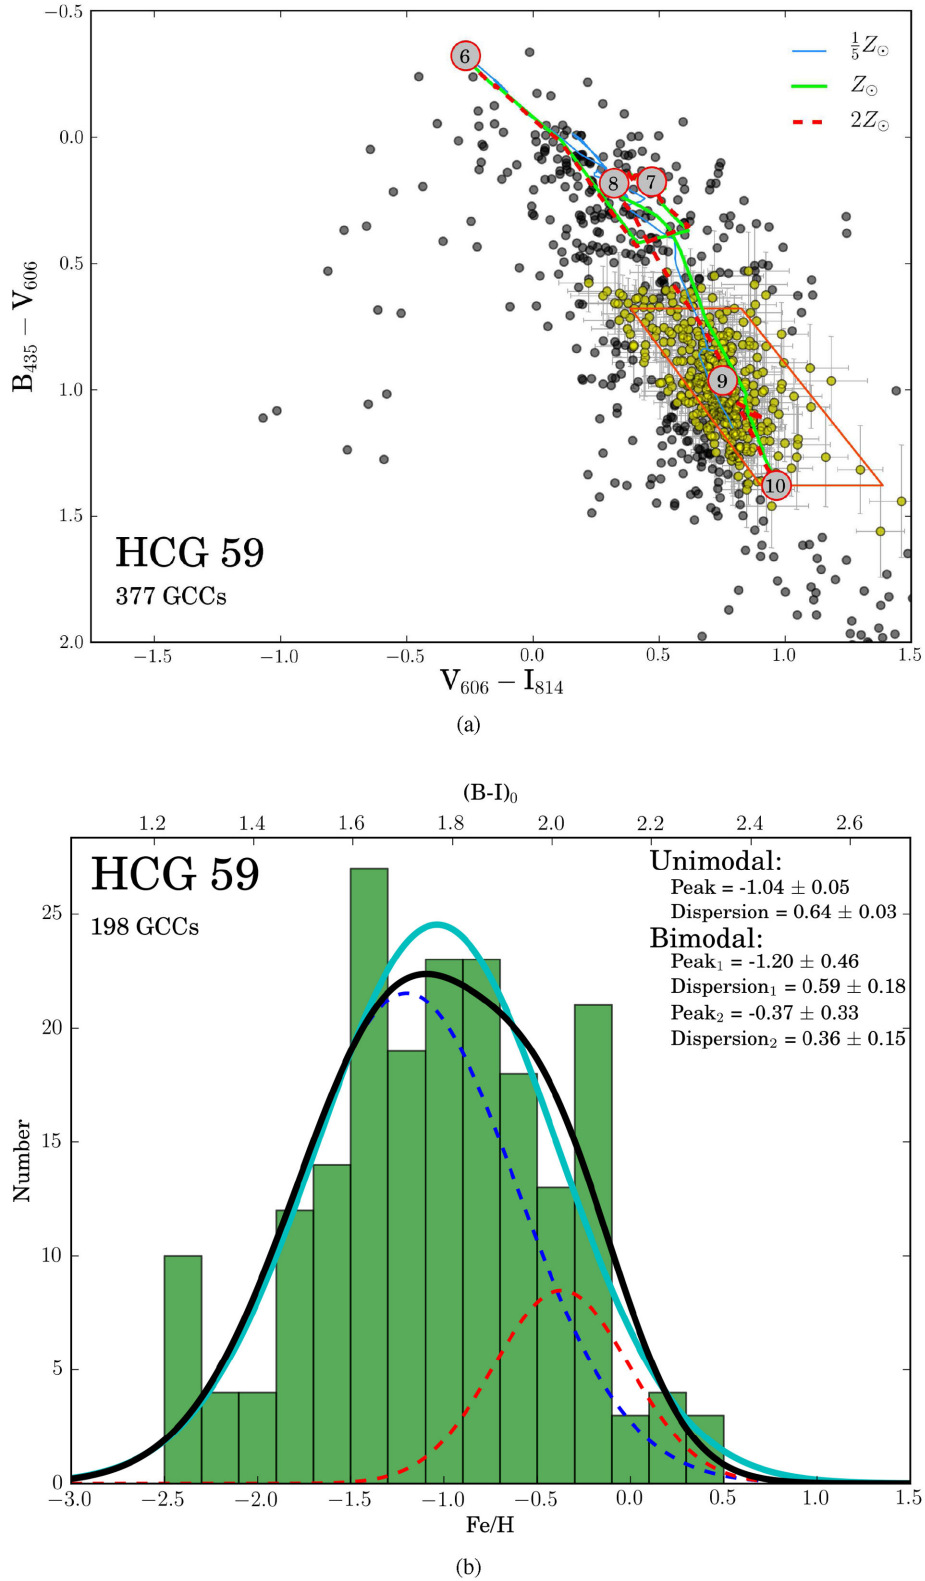 −0.5
0.0
0.5
1.0
1.5
2.0
B435 − V606
6
8
7
9
10
1/5 Z⊙
Z⊙
2Z⊙
HCG 59
377 GCCs
−1.5 −1.0 −0.5 0.0 0.5 1.0 1.5
V606 − I814
(a)
(B-I)0
1.2 1.4 1.6 1.8 2.0 2.2 2.4 2.6
HCG 59
198 GCCs
Unimodal:
Peak = -1.04 ± 0.05
Dispersion = 0.64 ± 0.03
Bimodal:
Peak1 = -1.20 ± 0.46
Dispersion1 = 0.59 ± 0.18
Peak2 = -0.37 ± 0.33
Dispersion2 = 0.36 ± 0.15
25
20
15
10
5
0
Number
−3.0 −2.5 −2.0 −1.5 −1.0 −0.5 0.0 0.5 1.0 1.5
Fe/H
(b)